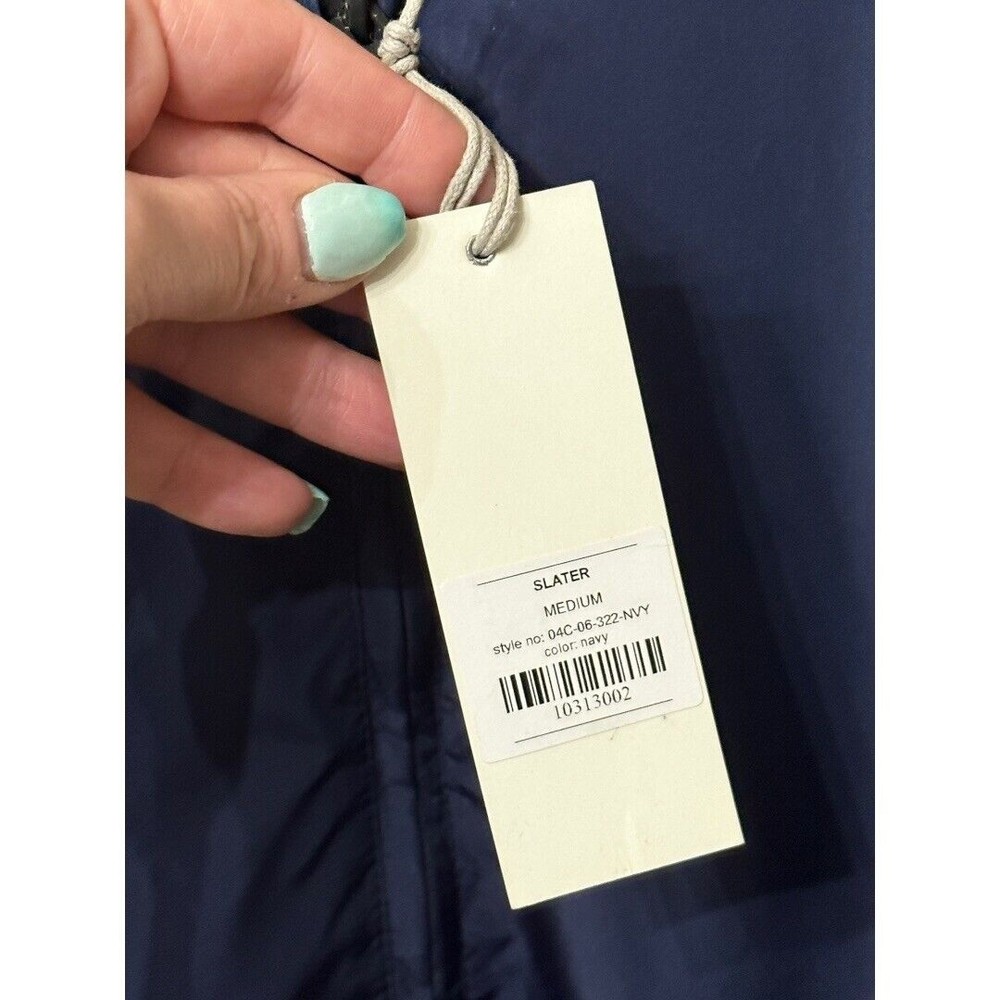 SLATER
MEDIUM
style no: 04C-06-322-NVY
color: navy
10313002